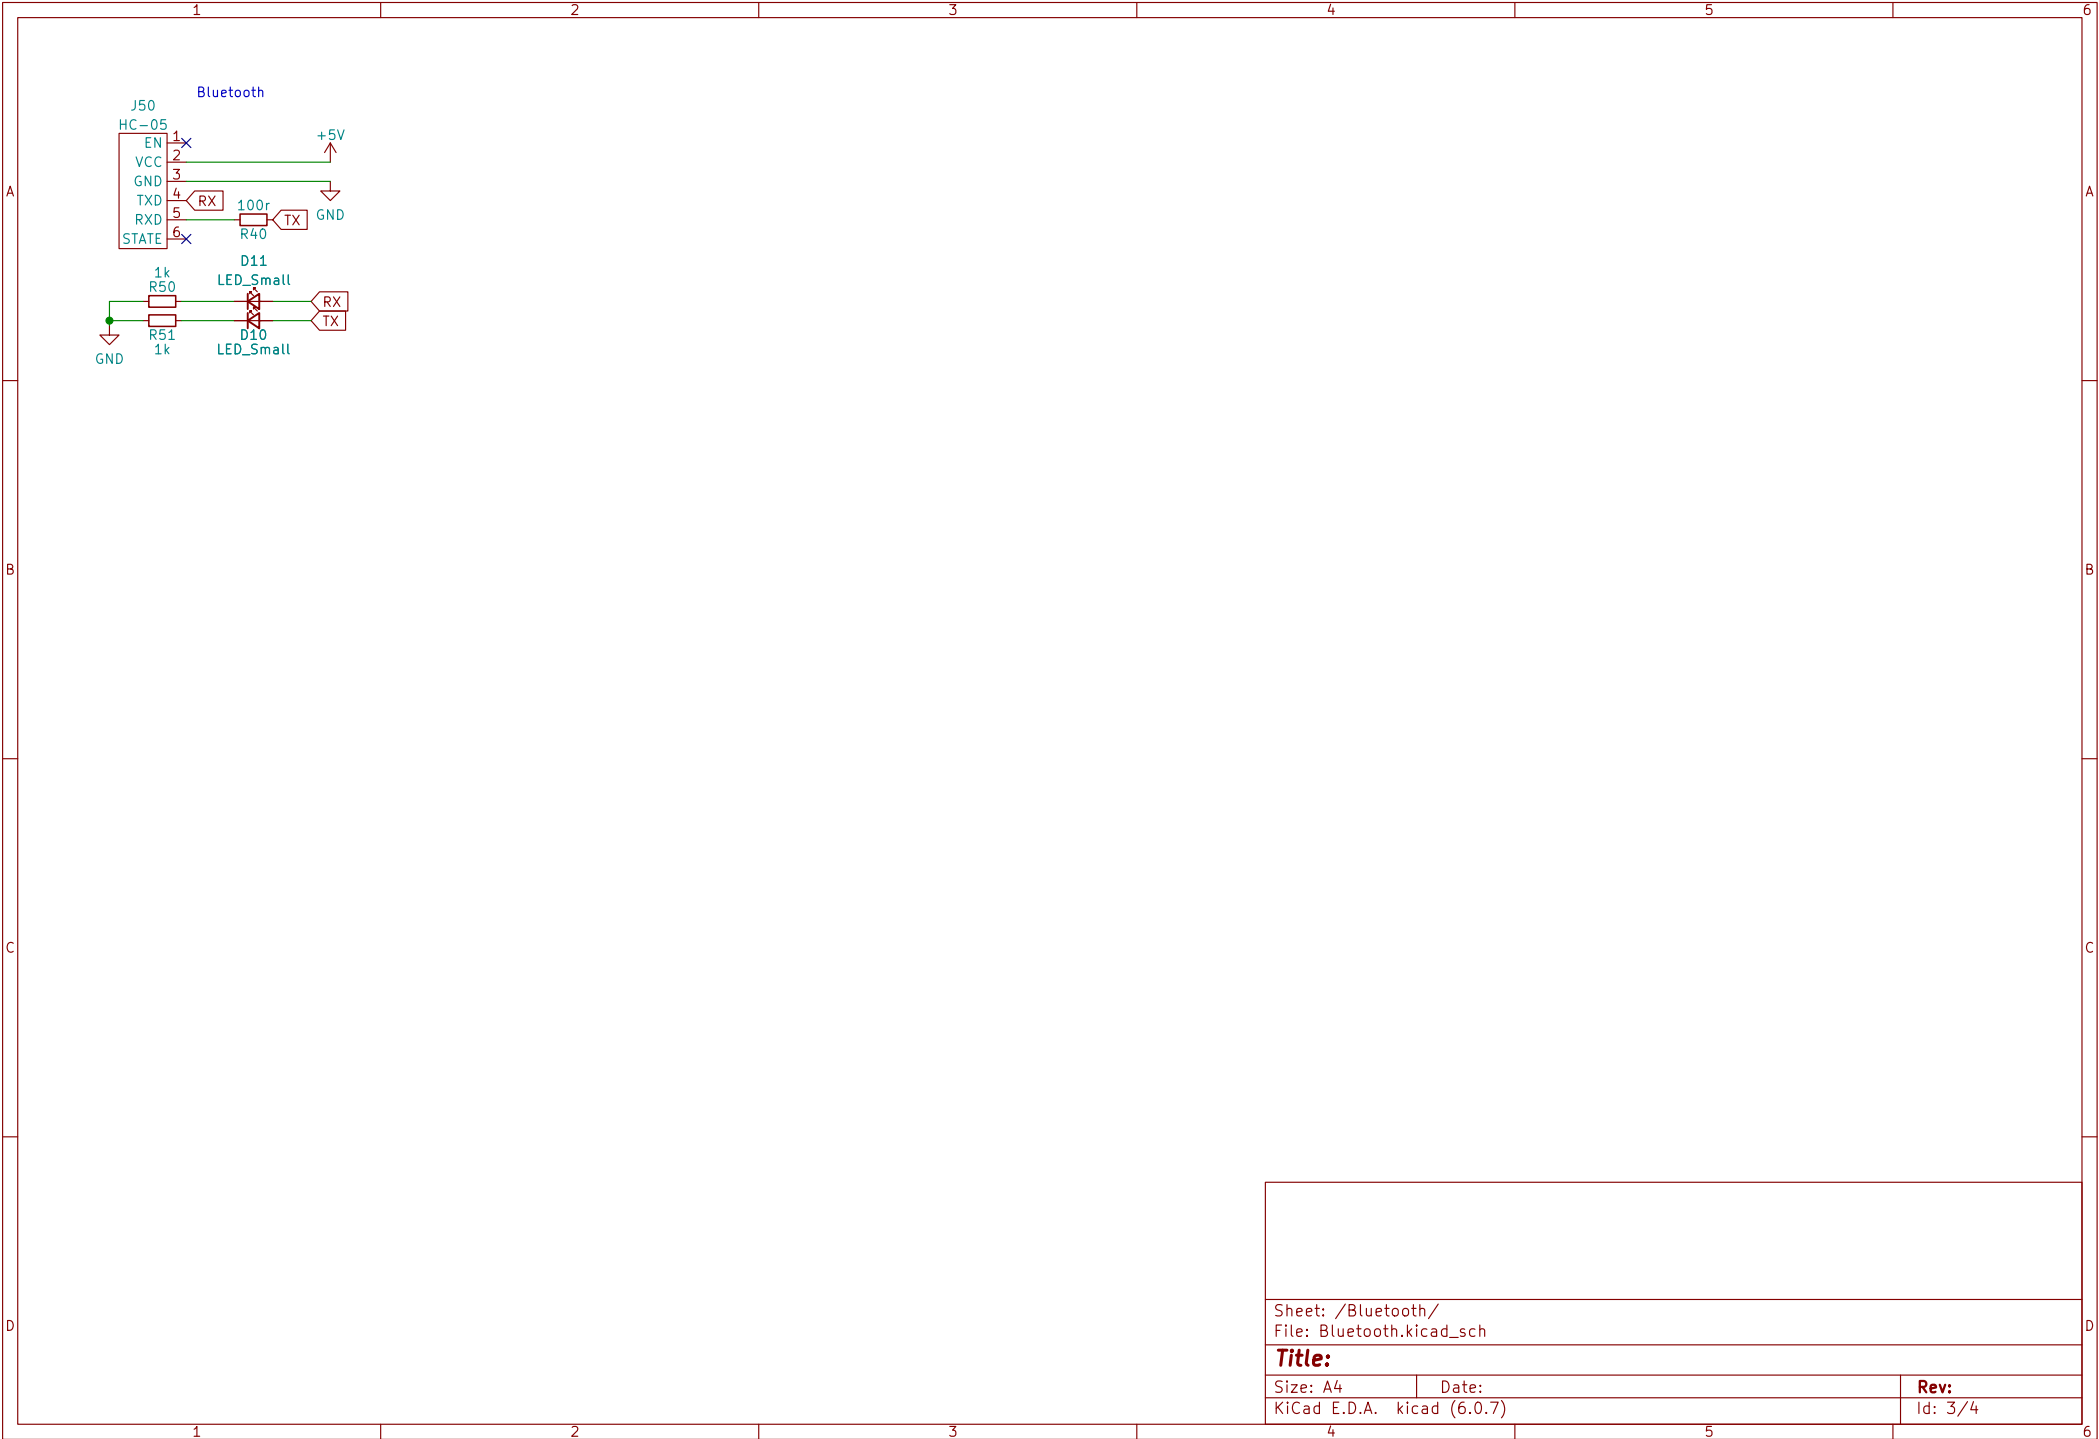 1 2 3 4 5 6
Bluetooth
J50
HC-05
EN 1
VCC 2
GND 3
TXD 4
RXD 5
STATE 6
+5V
GND
RX
100r
R40
TX
D11
LED_Small
1k
R50
RX
TX
R51
1k
D10
LED_Small
GND
A A
B B
C C
D D
Sheet: /Bluetooth/
File: Bluetooth.kicad_sch
Title:
Size: A4 Date: Rev:
KiCad E.D.A. kicad (6.0.7) Id: 3/4
1 2 3 4 5 6